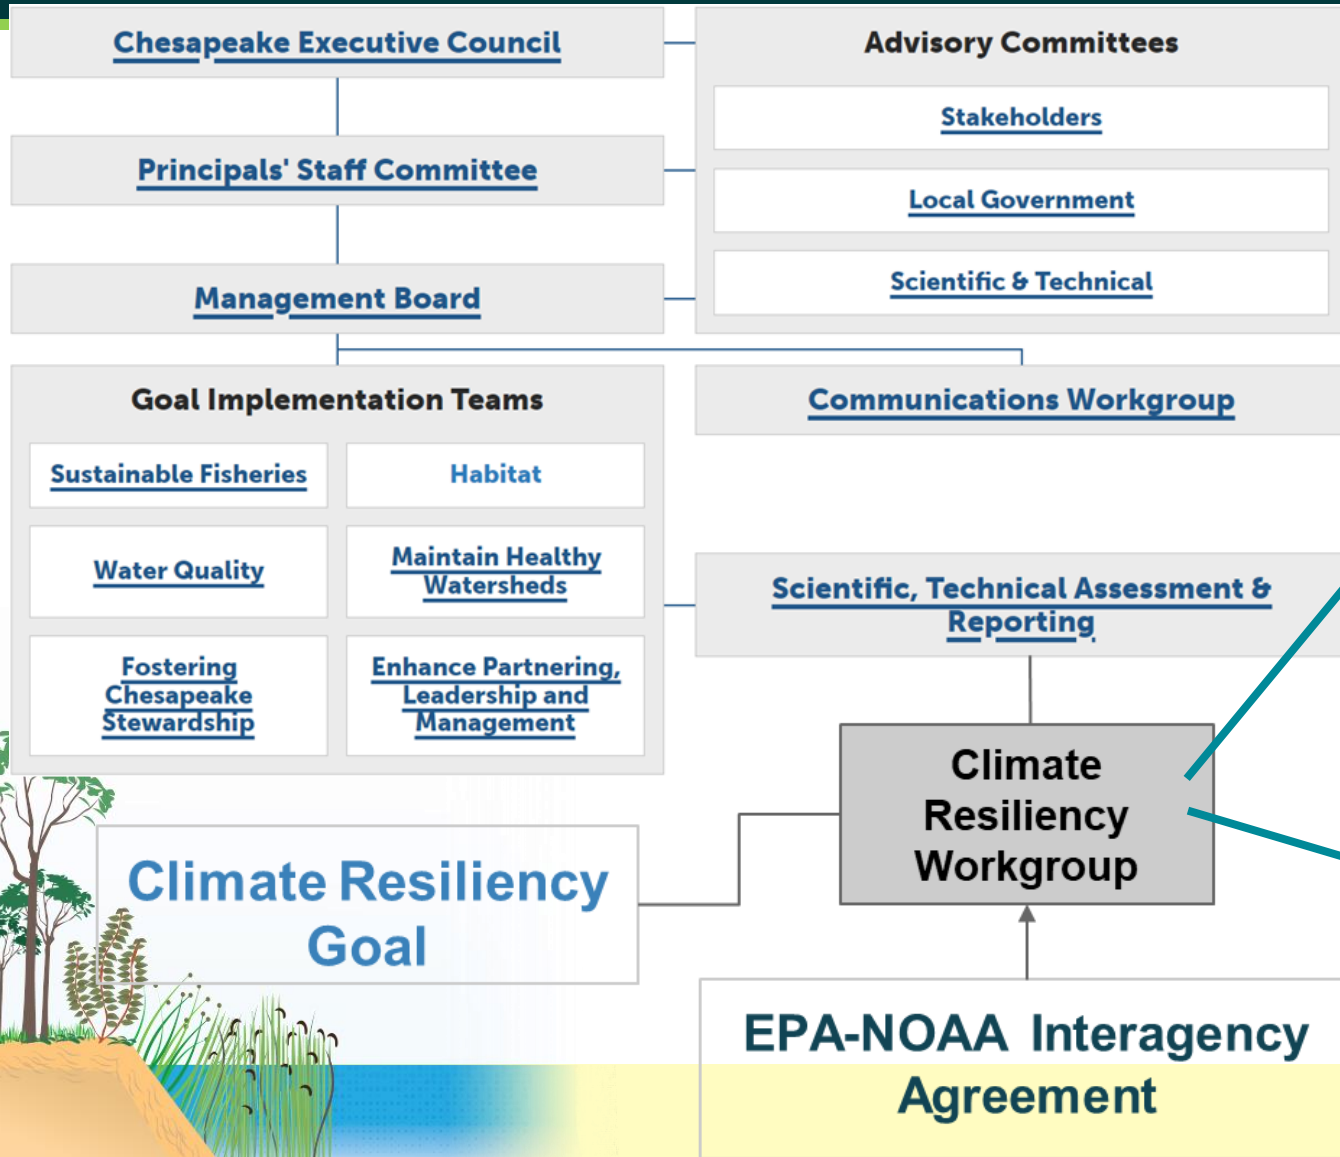 Chesapeake Executive Council
Advisory Committees
Stakeholders
Principals' Staff Committee
Local Government
Scientific & Technical
Management Board
Goal Implementation Teams
Communications Workgroup
Sustainable Fisheries
Habitat
Water Quality
Maintain Healthy
Watersheds
Scientific, Technical Assessment &
Reporting
Fostering
Chesapeake
Stewardship
Enhance Partnering,
Leadership and
Management
Climate
Resiliency
Workgroup
Climate Resiliency
Goal
EPA-NOAA Interagency
Agreement